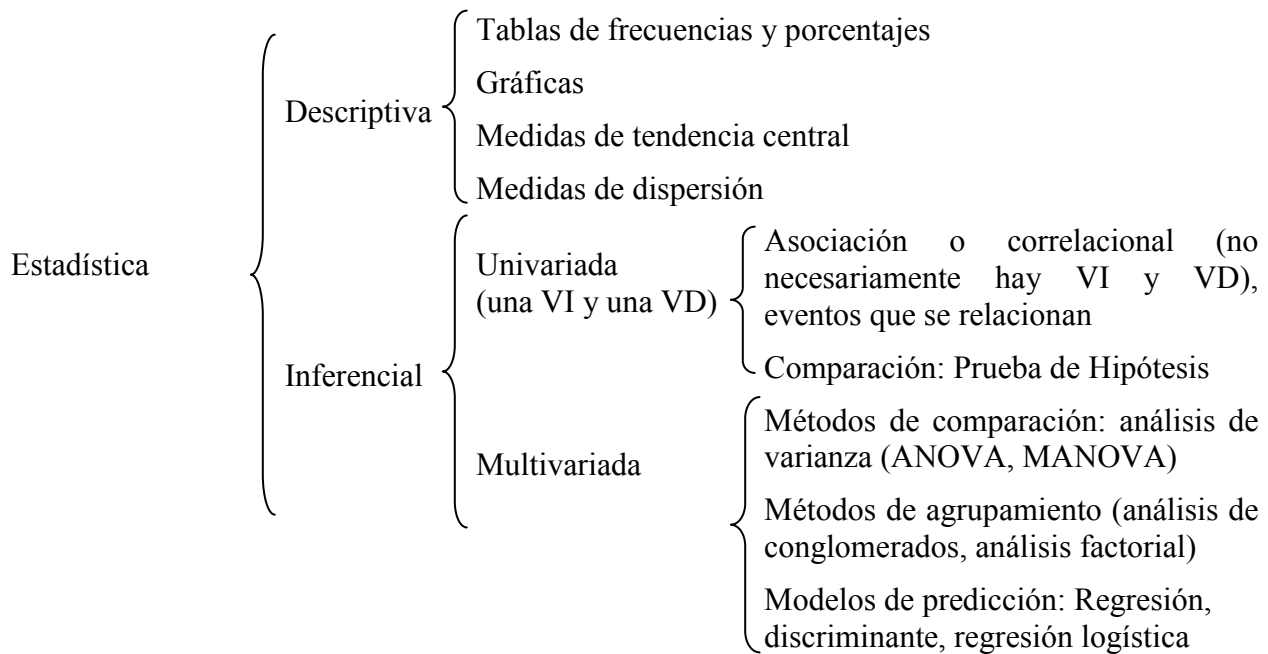 Estadística
Descriptiva
Tablas de frecuencias y porcentajes
Gráficas
Medidas de tendencia central
Medidas de dispersión
Inferencial
Univariada
(una VI y una VD)
Asociación o correlacional (no
necesariamente hay VI y VD),
eventos que se relacionan
Comparación: Prueba de Hipótesis
Multivariada
Métodos de comparación: análisis de
varianza (ANOVA, MANOVA)
Métodos de agrupamiento (análisis de
conglomerados, análisis factorial)
Modelos de predicción: Regresión,
discriminante, regresión logística